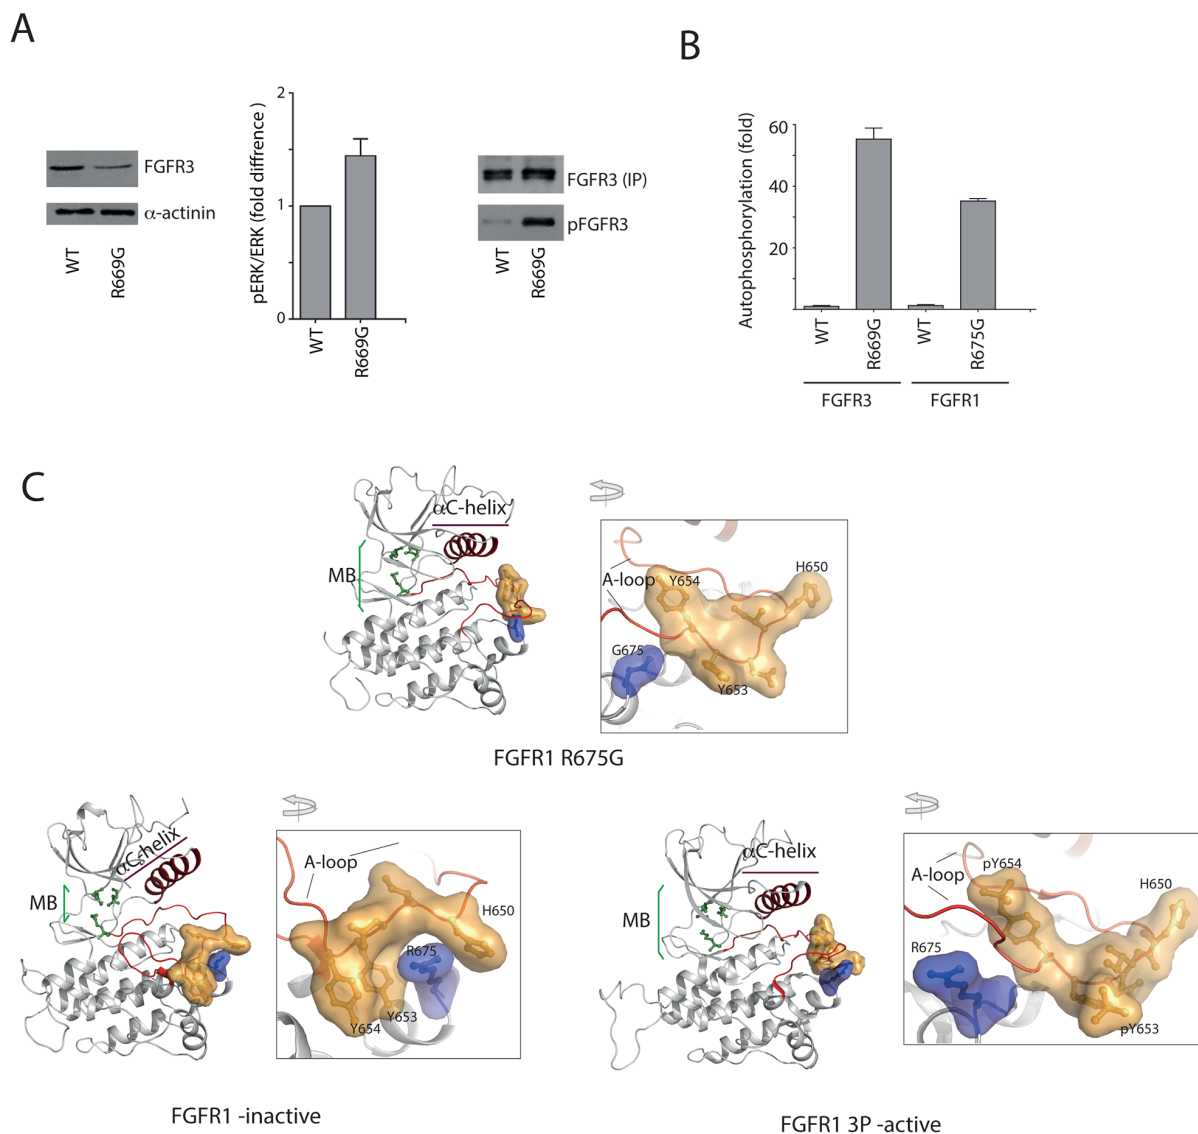 A
FGFR3
α-actinin
WT
R669G
pERK/ERK (fold diffrence )
2
1
0
WT
R669G
FGFR3 (IP)
pFGFR3
WT
R669G
B
Autophosphorylation (fold)
60
40
20
WT
R669G
WT
R675G
FGFR3
FGFR1
C
αC-helix
MB
A-loop
Y654
H650
G675
Y653
FGFR1 R675G
αC-helix
MB
A-loop
H650
R675
Y653
Y654
FGFR1 -inactive
αC-helix
MB
pY654
A-loop
H650
R675
pY653
FGFR1 3P -active